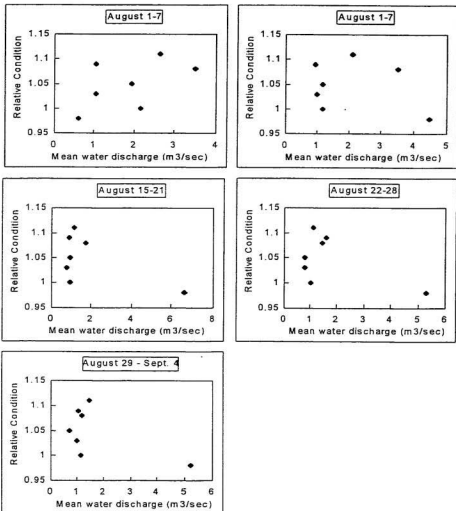 August 1-7
Relative Condition
1.15
1.1
1.05
1
0.95
0 1 2 3 4
Mean water discharge (m3/sec)
August 1-7
Relative Condition
1.15
1.1
1.05
1
0.95
0 1 2 3 4 5
Mean water discharge (m3/sec)
August 15-21
Relative Condition
1.15
1.1
1.05
1
0.95
0 2 4 6 8
Mean water discharge (m3/sec)
August 22-28
Relative Condition
1.15
1.1
1.05
1
0.95
0 1 2 3 4 5 6
Mean water discharge (m3/sec)
August 29 - Sept. 4
Relative Condition
1.15
1.1
1.05
1
0.95
0 1 2 3 4 5 6
Mean water discharge (m3/sec)